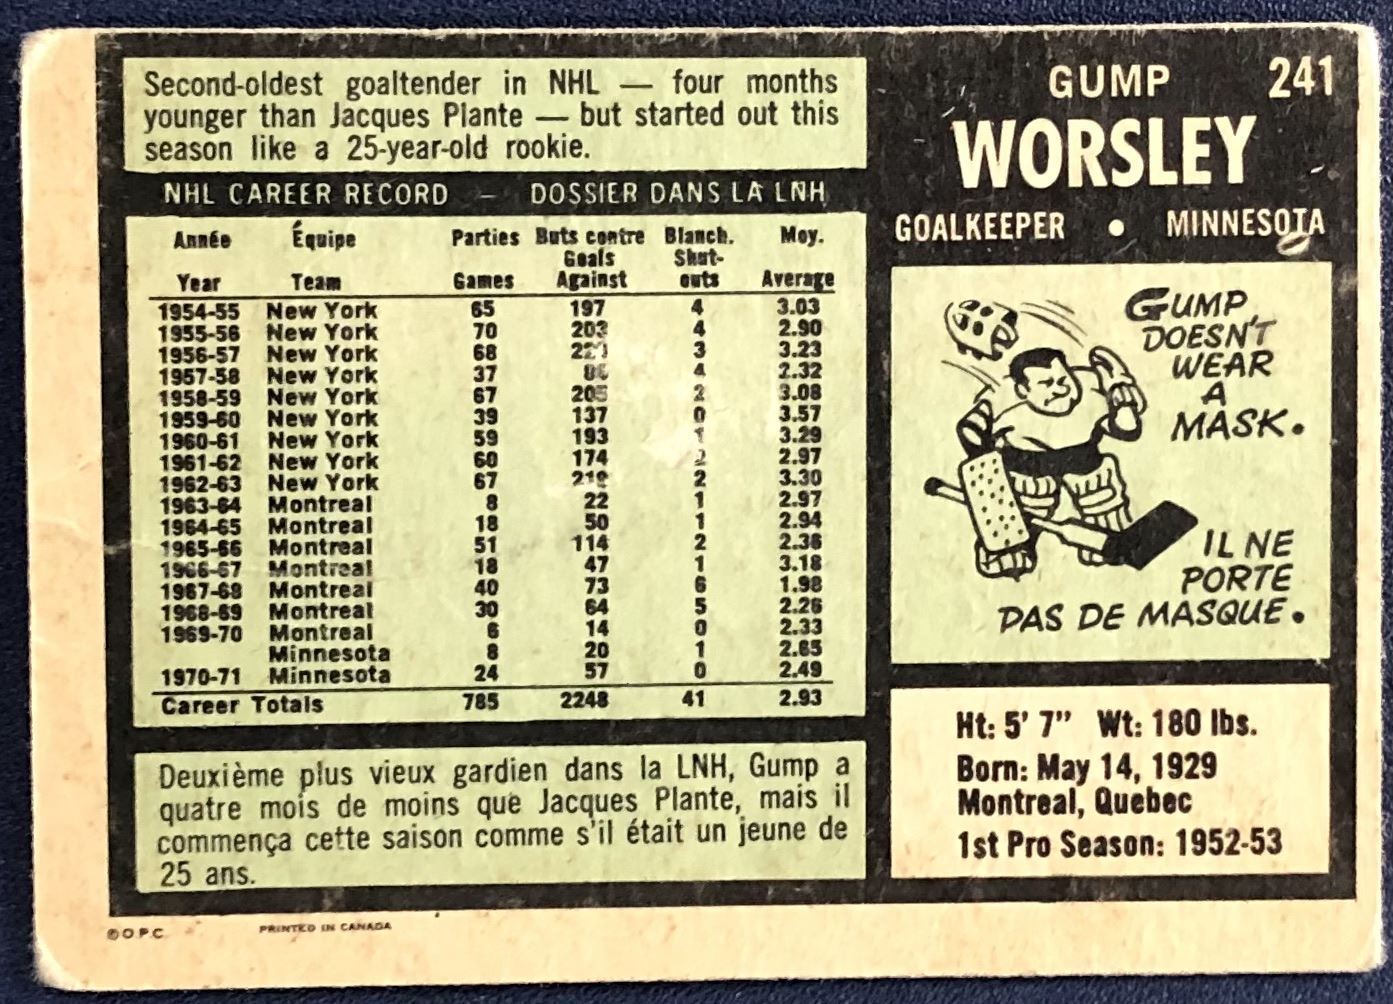 Second-oldest goaltender in NHL — four months
younger than Jacques Plante — but started out this
season like a 25-year-old rookie.
NHL CAREER RECORD – DOSSIER DANS LA LNH
Année Équipe Parties Buts contre Blanch. Moy.
Year Team Games Goals Against Shut-outs Average
1954-55 New York 65 197 4 3.03
1955-56 New York 70 203 4 2.90
1956-57 New York 68 3 3.23
1957-58 New York 37 4 2.32
1958-59 New York 67 205 2 3.08
1959-60 New York 39 137 0 3.57
1960-61 New York 59 193 1 3.29
1961-62 New York 60 174 2 2.97
1962-63 New York 67 2 3.30
1963-64 Montreal 8 22 1 2.97
1964-65 Montreal 18 50 1 2.94
1965-66 Montreal 51 114 2 2.36
1966-67 Montreal 18 47 1 3.18
1967-68 Montreal 40 73 6 1.98
1968-69 Montreal 30 64 5 2.26
1969-70 Montreal 6 14 0 2.33
Minnesota 8 20 1 2.65
1970-71 Minnesota 24 57 0 2.49
Career Totals 785 2248 41 2.93
Deuxième plus vieux gardien dans la LNH, Gump a
quatre mois de moins que Jacques Plante, mais il
commença cette saison comme s'il était un jeune de
25 ans.
© O.P.C. PRINTED IN CANADA
GUMP 241
WORSLEY
GOALKEEPER • MINNESOTA
GUMP
DOESN'T
WEAR
A
MASK.
IL NE
PORTE
PAS DE MASQUE.
Ht: 5' 7" Wt: 180 lbs.
Born: May 14, 1929
Montreal, Quebec
1st Pro Season: 1952-53